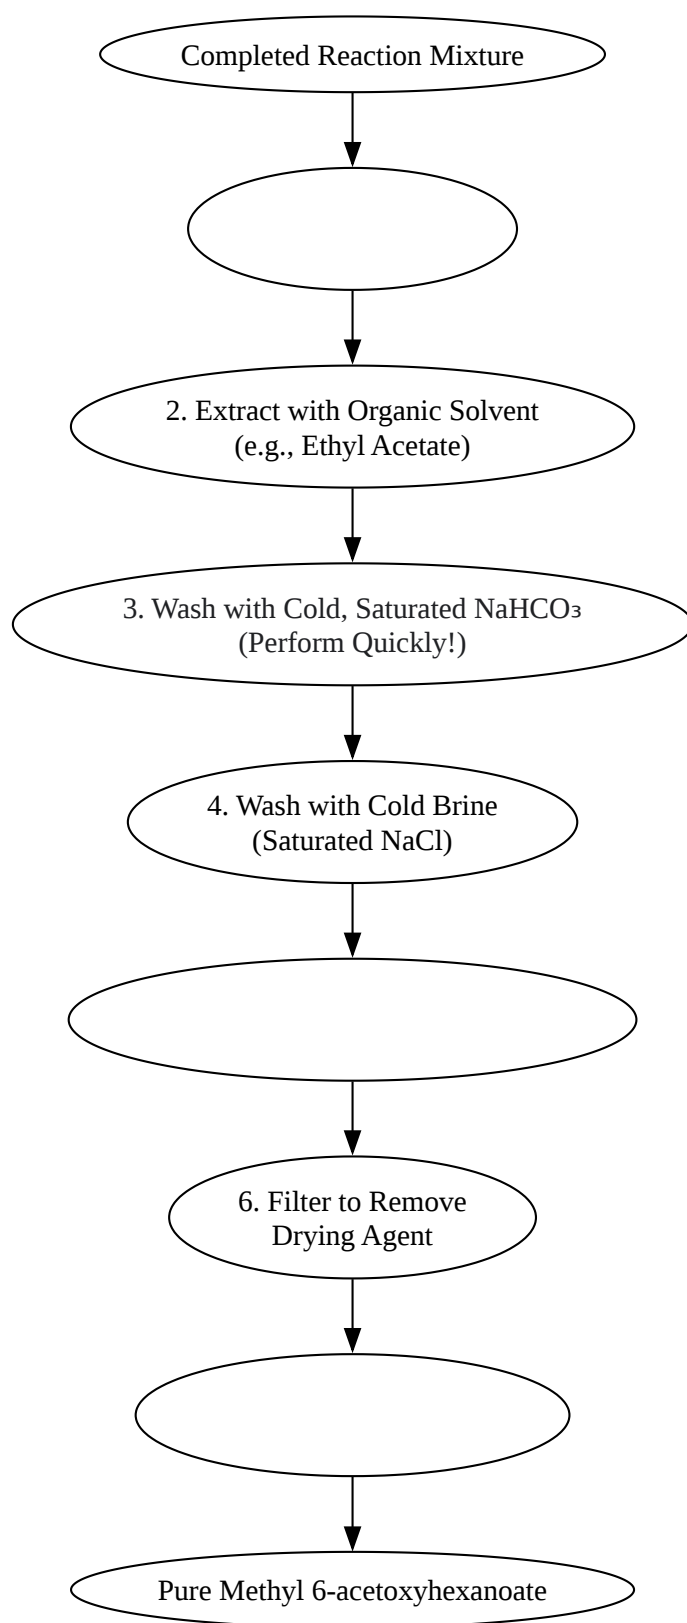 Completed Reaction Mixture
2. Extract with Organic Solvent
(e.g., Ethyl Acetate)
3. Wash with Cold, Saturated NaHCO₃
(Perform Quickly!)
4. Wash with Cold Brine
(Saturated NaCl)
6. Filter to Remove
Drying Agent
Pure Methyl 6-acetoxyhexanoate